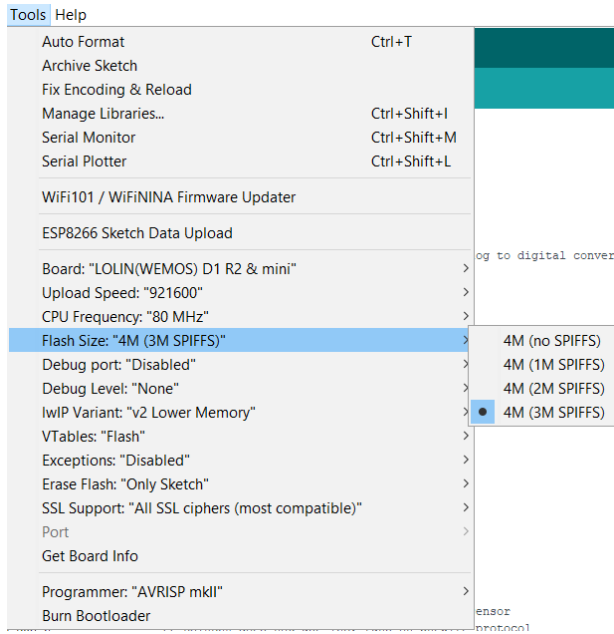 Tools Help
Auto Format Ctrl+T
Archive Sketch
Fix Encoding & Reload
Manage Libraries... Ctrl+Shift+I
Serial Monitor Ctrl+Shift+M
Serial Plotter Ctrl+Shift+L
WiFi101 / WiFiNINA Firmware Updater
ESP8266 Sketch Data Upload
og to digital conver
Board: "LOLIN(WEMOS) D1 R2 & mini"
Upload Speed: "921600"
CPU Frequency: "80 MHz"
Flash Size: "4M (3M SPIFFS)"
4M (no SPIFFS)
4M (1M SPIFFS)
4M (2M SPIFFS)
4M (3M SPIFFS)
Debug port: "Disabled"
Debug Level: "None"
lwIP Variant: "v2 Lower Memory"
VTables: "Flash"
Exceptions: "Disabled"
Erase Flash: "Only Sketch"
SSL Support: "All SSL ciphers (most compatible)"
Port
Get Board Info
Programmer: "AVRISP mkII"
Burn Bootloader
ensor
protocol